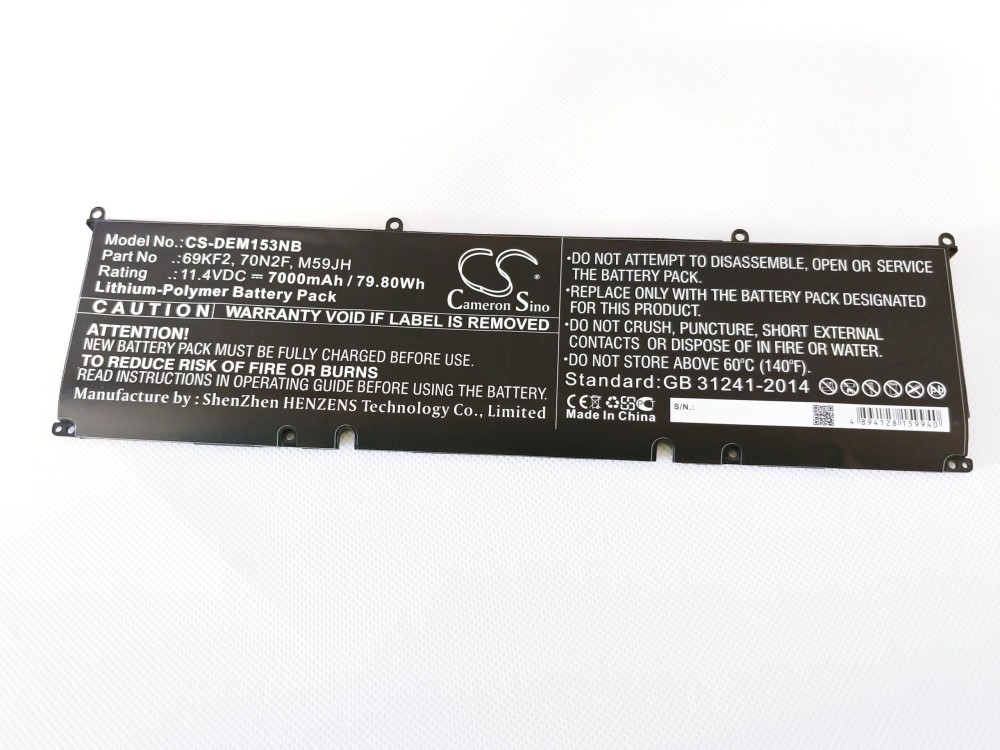 Model No.:CS-DEM153NB
Part No .:69KF2, 70N2F, M59JH
Rating .:11.4VDC ⎓ 7000mAh / 79.80Wh
Lithium-Polymer Battery Pack
CS
Cameron Sino
CAUTION WARRANTY VOID IF LABEL IS REMOVED
ATTENTION!
NEW BATTERY PACK MUST BE FULLY CHARGED BEFORE USE.
TO REDUCE RISK OF FIRE OR BURNS
READ INSTRUCTIONS IN OPERATING GUIDE BEFORE USING THE BATTERY.
Manufacture by : ShenZhen HENZENS Technology Co., Limited
•DO NOT ATTEMPT TO DISASSEMBLE, OPEN OR SERVICE
THE BATTERY PACK.
•REPLACE ONLY WITH THE BATTERY PACK DESIGNATED
FOR THIS PRODUCT.
•DO NOT CRUSH, PUNCTURE, SHORT EXTERNAL
CONTACTS OR DISPOSE OF IN FIRE OR WATER.
•DO NOT STORE ABOVE 60°C (140°F).
Standard:GB 31241-2014
CE
Made In China
S/N.:
4 894128 159940